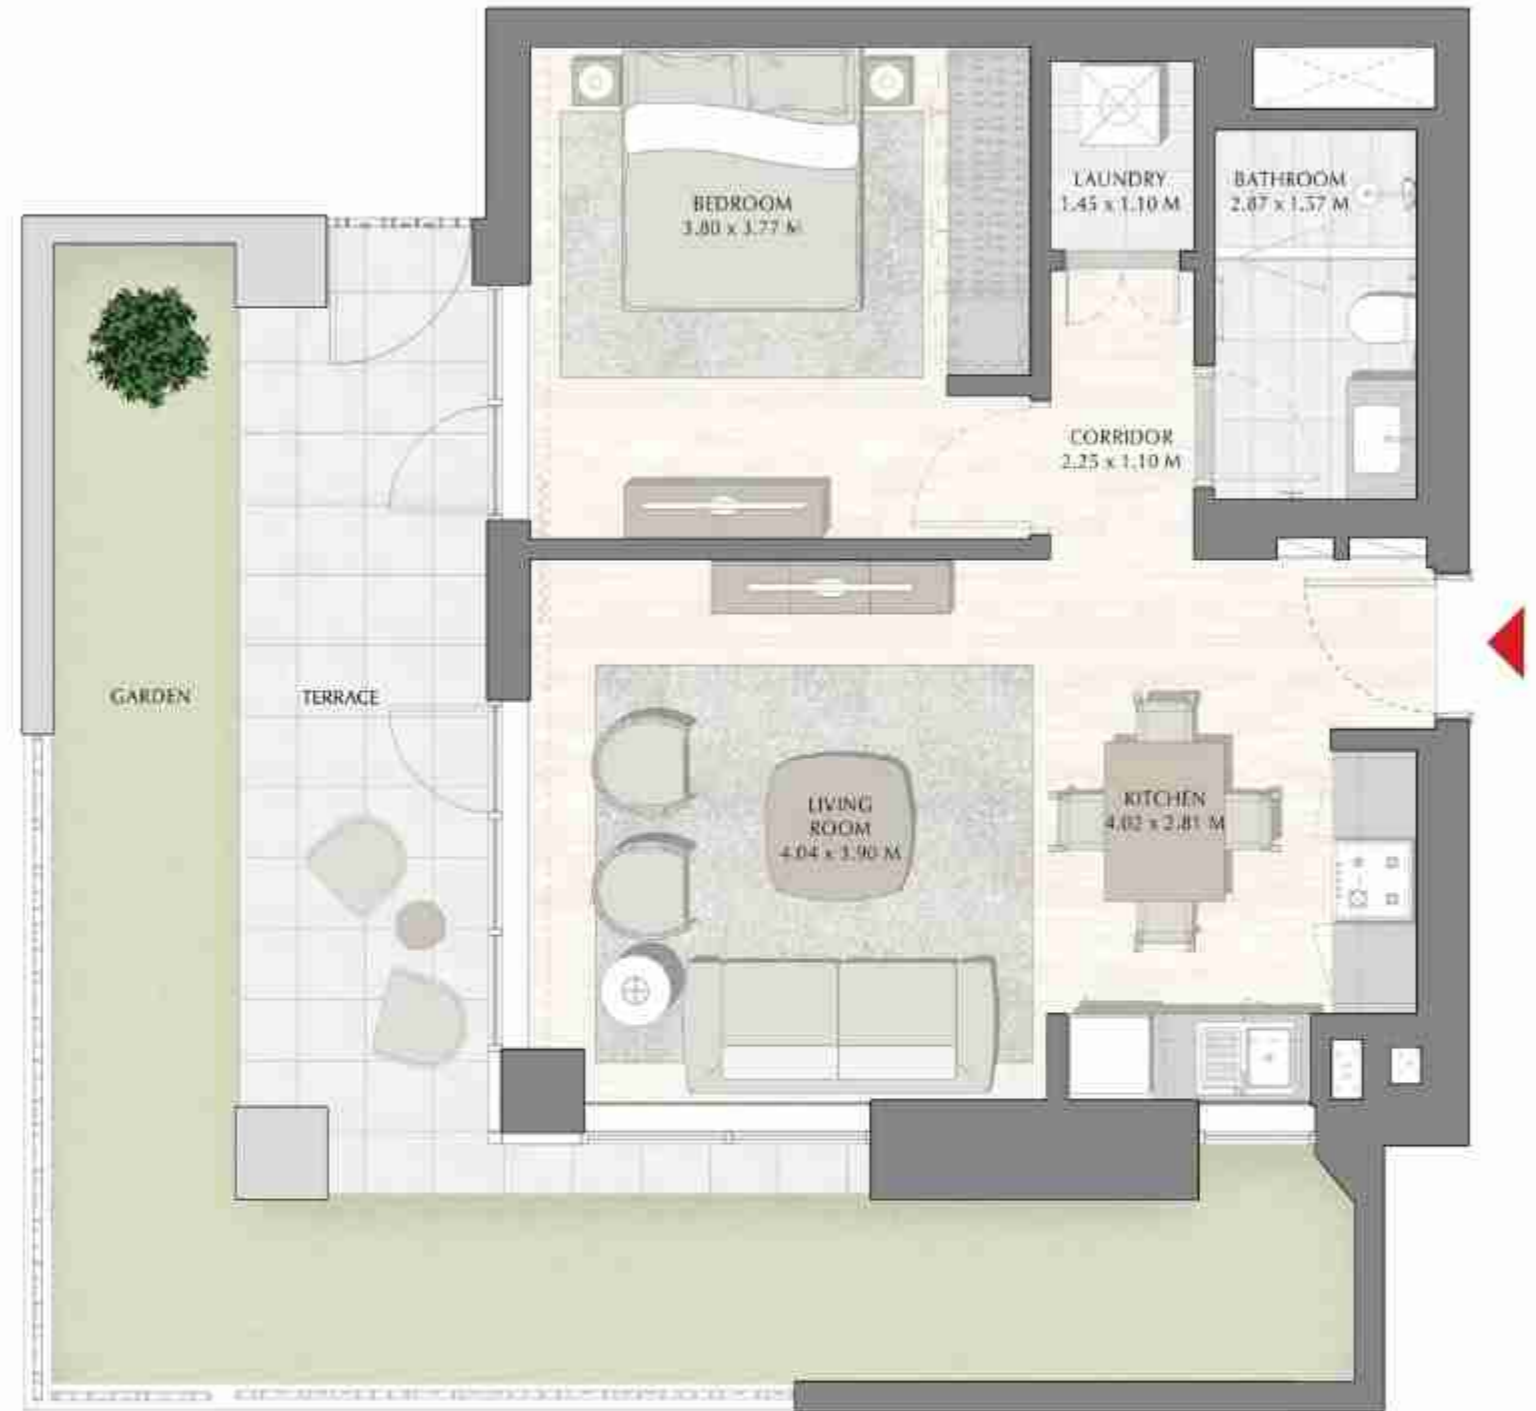 BEDROOM
3.80 x 3.77 M
LAUNDRY
1.45 x 1.10 M
BATHROOM
2.87 x 1.57 M
CORRIDOR
2.25 x 1.10 M
GARDEN
TERRACE
LIVING
ROOM
4.04 x 3.90 M
KITCHEN
4.02 x 2.81 M